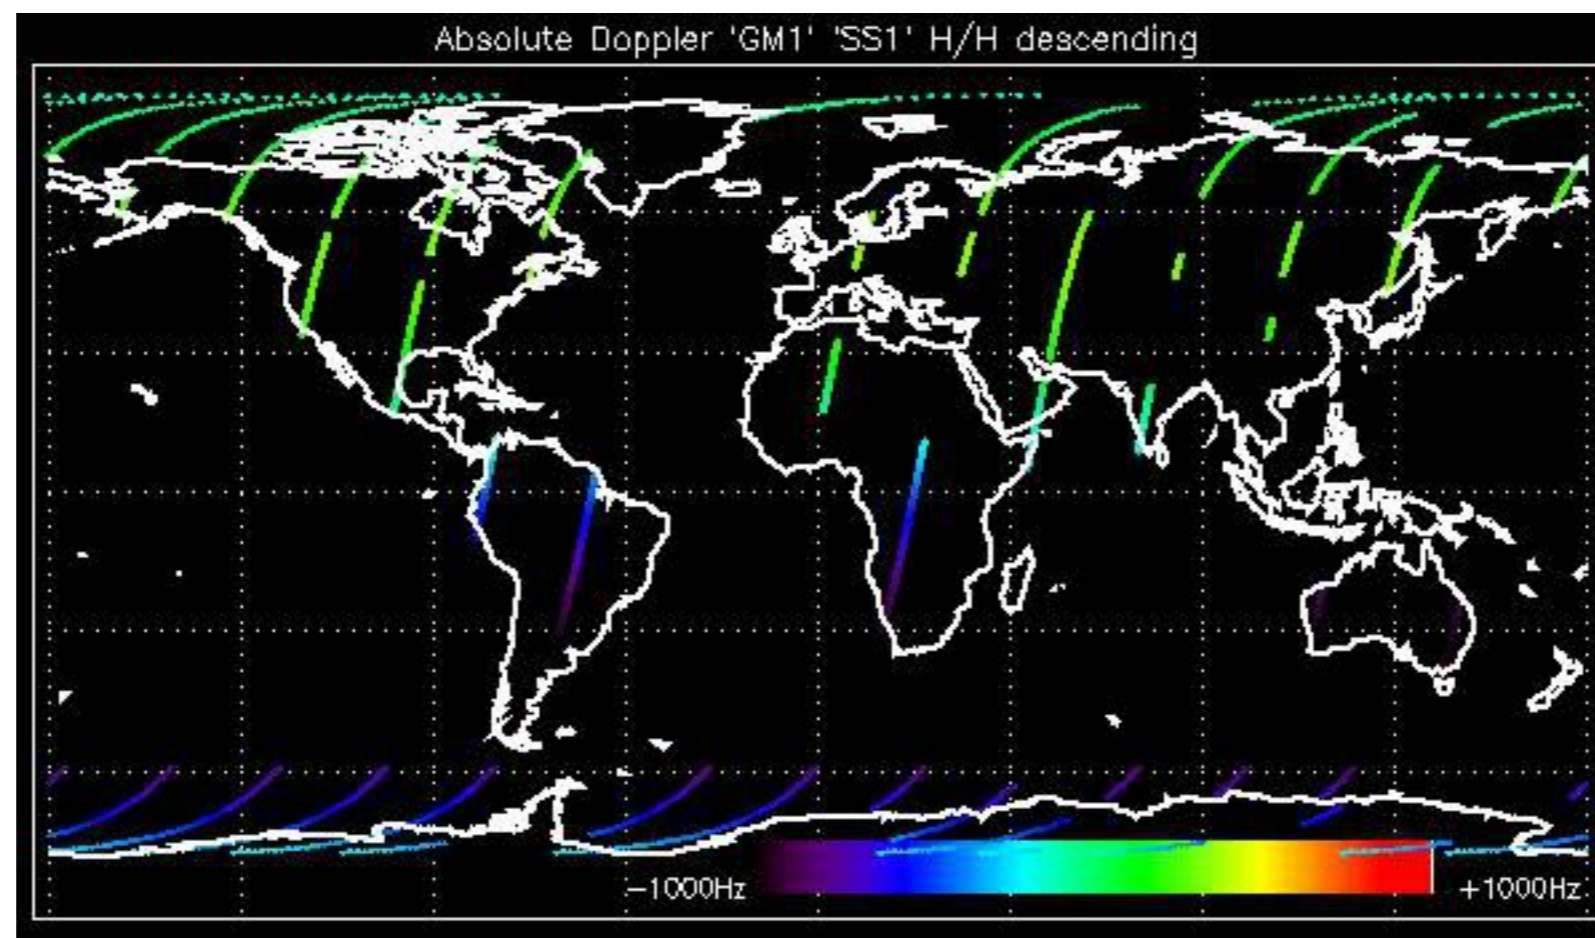 Absolute Doppler 'GM1' 'SS1' H/H descending
−1000Hz
+1000Hz